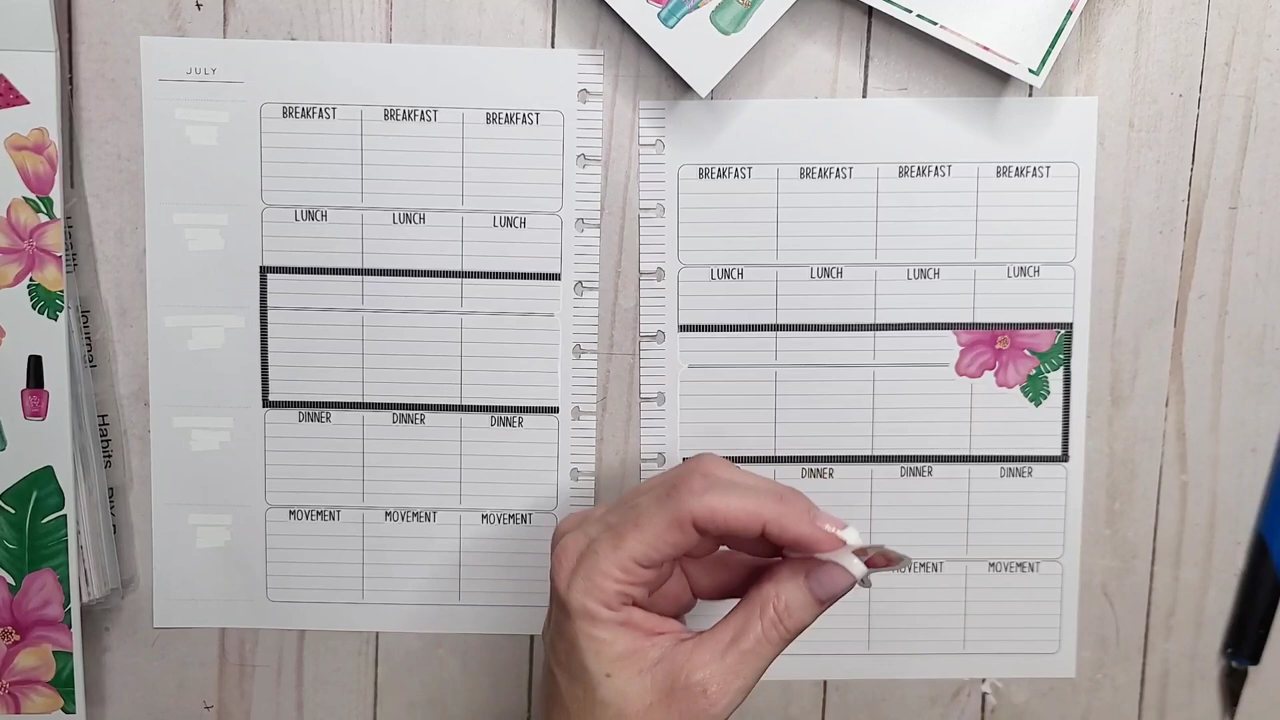 JULY
BREAKFAST BREAKFAST BREAKFAST
LUNCH LUNCH LUNCH
DINNER DINNER DINNER
MOVEMENT MOVEMENT MOVEMENT
BREAKFAST BREAKFAST BREAKFAST BREAKFAST
LUNCH LUNCH LUNCH LUNCH
DINNER DINNER DINNER
MOVEMENT MOVEMENT
Health
Journal
Habits